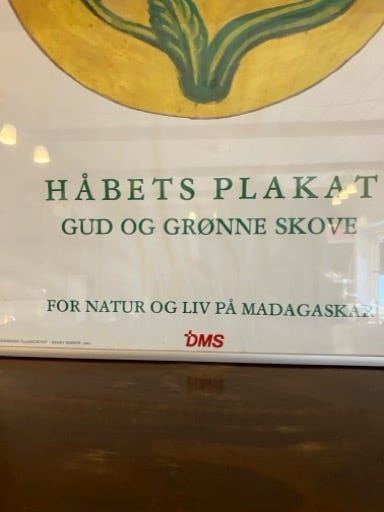 HÅBETS PLAKAT
GUD OG GRØNNE SKOVE
FOR NATUR OG LIV PÅ MADAGASKAR
DMS